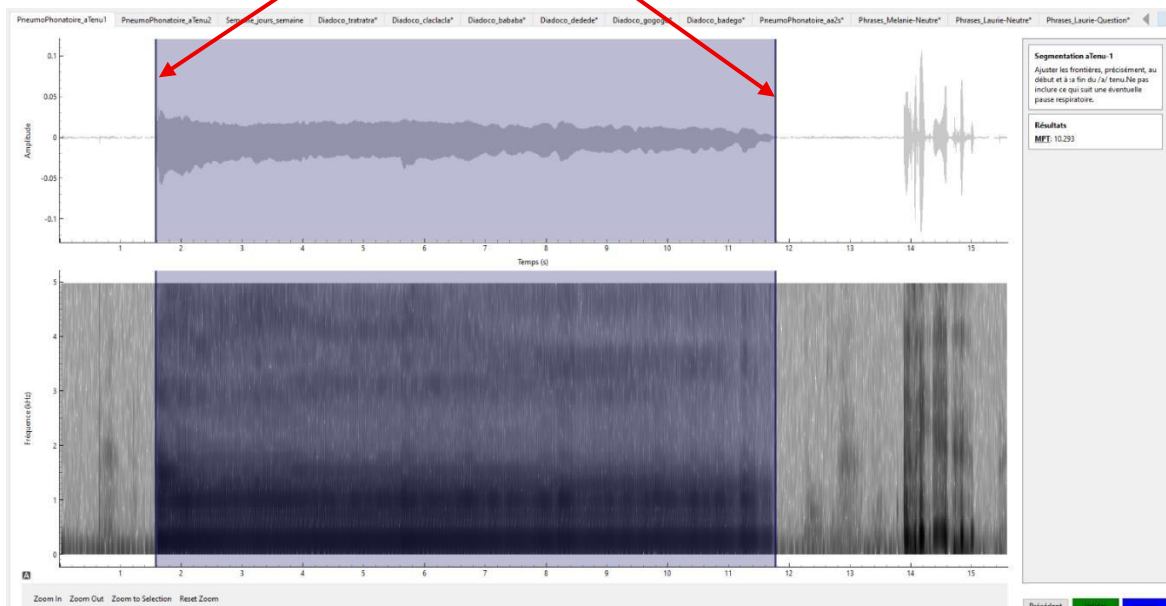 PneumoPhonatoire_aTenu1 PneumoPhonatoire_aTenu2 Semaine_jours_semaine Diadoco_tratratra* Diadoco_claclacla* Diadoco_bababa* Diadoco_dedede* Diadoco_gogogo* Diadoco_badego* PneumoPhonatoire_aa2s* Phrases_Melanie-Neutre* Phrases_Laurie-Neutre* Phrases_Laurie-Question*
Segmentation aTenu-1
Ajuster les frontières, précisément, au
début et à la fin du /a/ tenu.Ne pas
inclure ce qui suit une éventuelle
pause respiratoire.
Résultats
MPT: 10.293
Amplitude
0.1
0.05
0
-0.05
-0.1
1 2 3 4 5 6 7 8 9 10 11 12 13 14 15
Temps (s)
Fréquence (kHz)
5
4
3
2
1
0
1 2 3 4 5 6 7 8 9 10 11 12 13 14 15
A
Zoom In Zoom Out Zoom to Selection Reset Zoom
Précédent